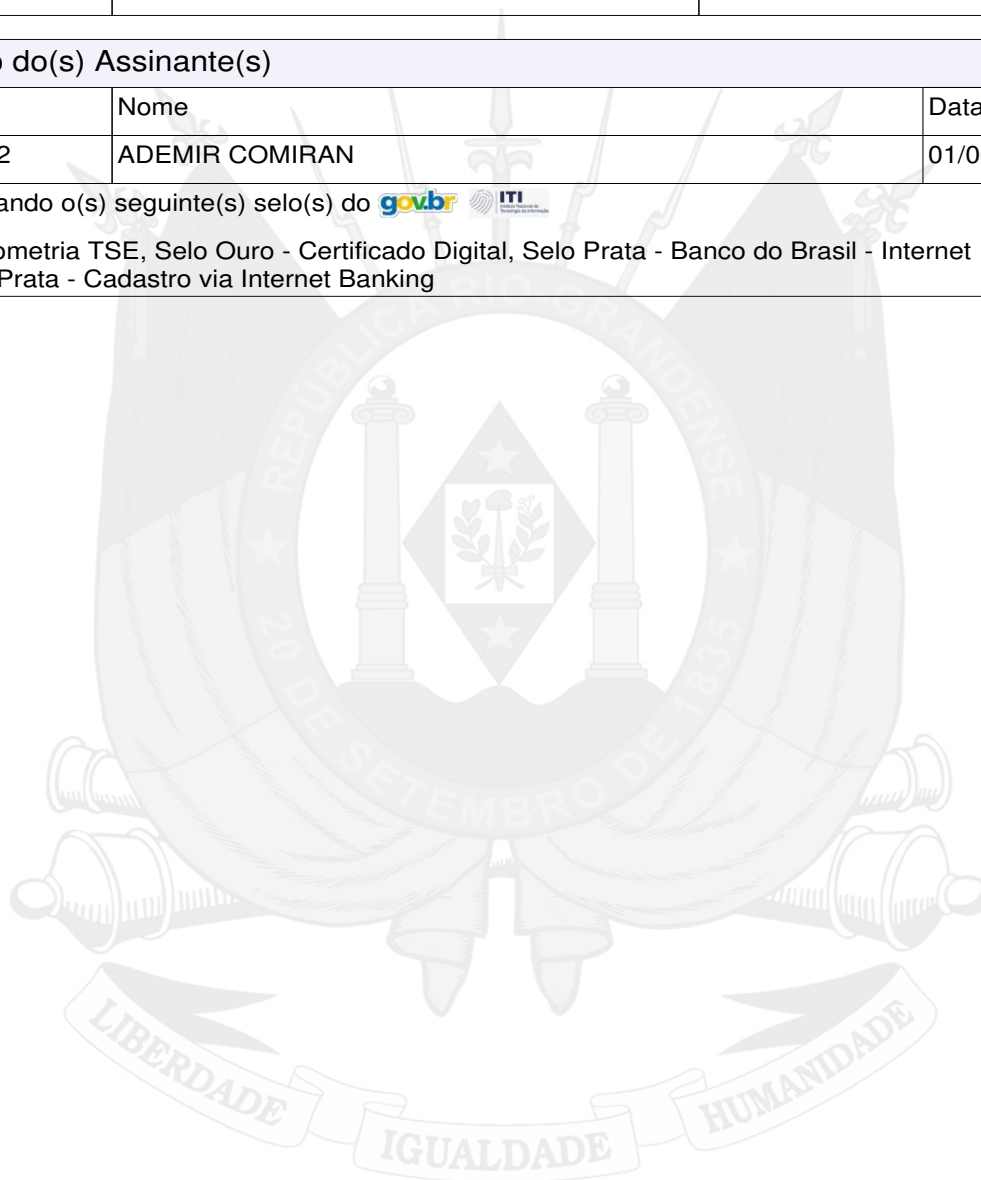 o do(s) Assinante(s)
Nome Data
2 ADEMIR COMIRAN 01/0
ando o(s) seguinte(s) selo(s) do gov.br ITI
ometria TSE, Selo Ouro - Certificado Digital, Selo Prata - Banco do Brasil - Internet
Prata - Cadastro via Internet Banking
REPÚBLICA RIO GRANDENSE
20 DE SETEMBRO DE 1835
LIBERDADE
IGUALDADE
HUMANIDADE